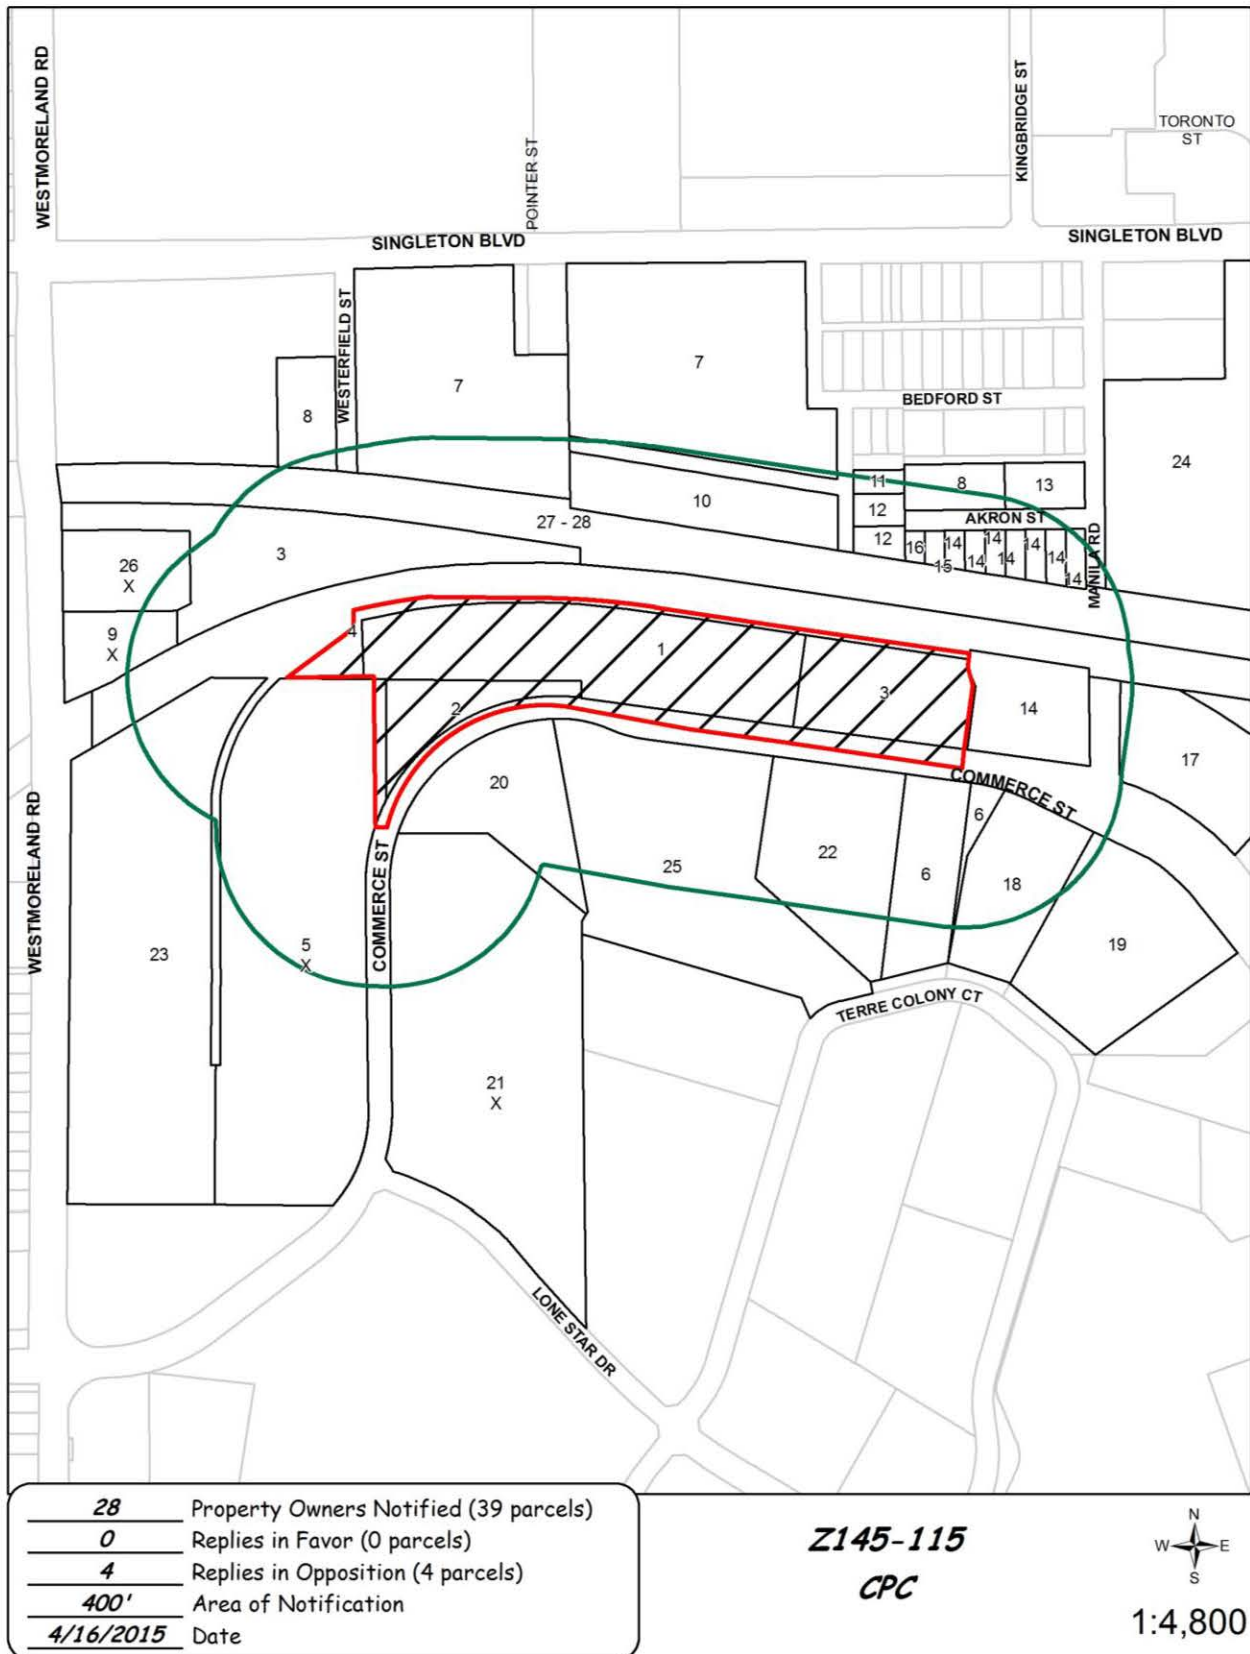 WESTMORELAND RD
KINGBRIDGE ST
TORONTO
ST
POINTER ST
SINGLETON BLVD
SINGLETON BLVD
WESTERFIELD ST
7
7
8
BEDFORD ST
24
11
8
13
10
12
AKRON ST
27 - 28
12
16
14
14
14
3
15
14
14
14
14
MANILA RD
26
X
9
X
4
1
3
14
2
17
COMMERCE ST
20
6
WESTMORELAND RD
COMMERCE ST
25
22
6
18
23
5
X
19
TERRE COLONY CT
21
X
LONE STAR DR
28 Property Owners Notified (39 parcels)
0 Replies in Favor (0 parcels)
4 Replies in Opposition (4 parcels)
400' Area of Notification
4/16/2015 Date
Z145-115
CPC
N
W E
S
1:4,800